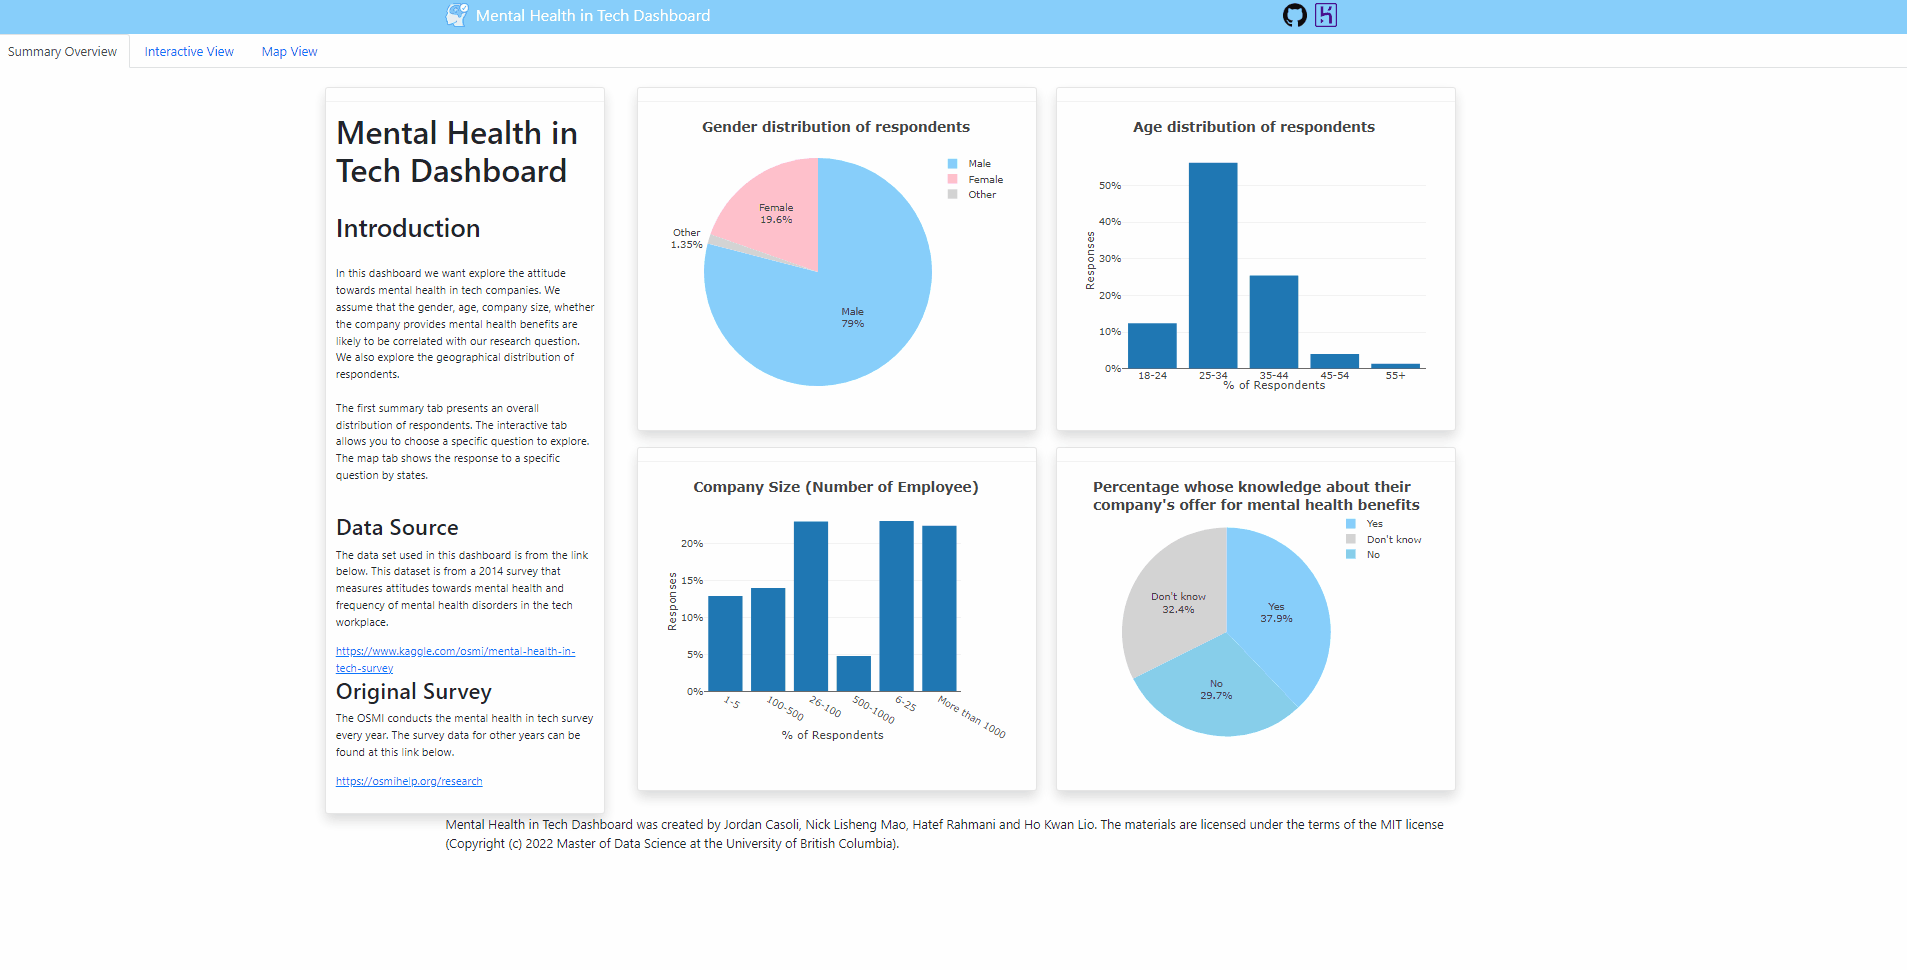 Mental Health in Tech Dashboard
Summary Overview
Interactive View
Map View
Mental Health in
Tech Dashboard
Introduction
In this dashboard we want explore the attitude
towards mental health in tech companies. We
assume that the gender, age, company size, whether
the company provides mental health benefits are
likely to be correlated with our research question.
We also explore the geographical distribution of
respondents.
The first summary tab presents an overall
distribution of respondents. The interactive tab
allows you to choose a specific question to explore.
The map tab shows the response to a specific
question by states.
Data Source
The data set used in this dashboard is from the link
below. This dataset is from a 2014 survey that
measures attitudes towards mental health and
frequency of mental health disorders in the tech
workplace.
https://www.kaggle.com/osmi/mental-health-in-
tech-survey
Original Survey
The OSMI conducts the mental health in tech survey
every year. The survey data for other years can be
found at this link below.
https://osmihelp.org/research
Gender distribution of respondents
Male
Female
Other
Female
19.6%
Other
1.35%
Male
79%
Age distribution of respondents
Responses
50%
40%
30%
20%
10%
0%
18-24
25-34
35-44
45-54
55+
% of Respondents
Company Size (Number of Employee)
Responses
20%
15%
10%
5%
0%
1-5
100-500
26-100
500-1000
6-25
More than 1000
% of Respondents
Percentage whose knowledge about their
company's offer for mental health benefits
Yes
Don't know
No
Don't know
32.4%
Yes
37.9%
No
29.7%
Mental Health in Tech Dashboard was created by Jordan Casoli, Nick Lisheng Mao, Hatef Rahmani and Ho Kwan Lio. The materials are licensed under the terms of the MIT license
(Copyright (c) 2022 Master of Data Science at the University of British Columbia).